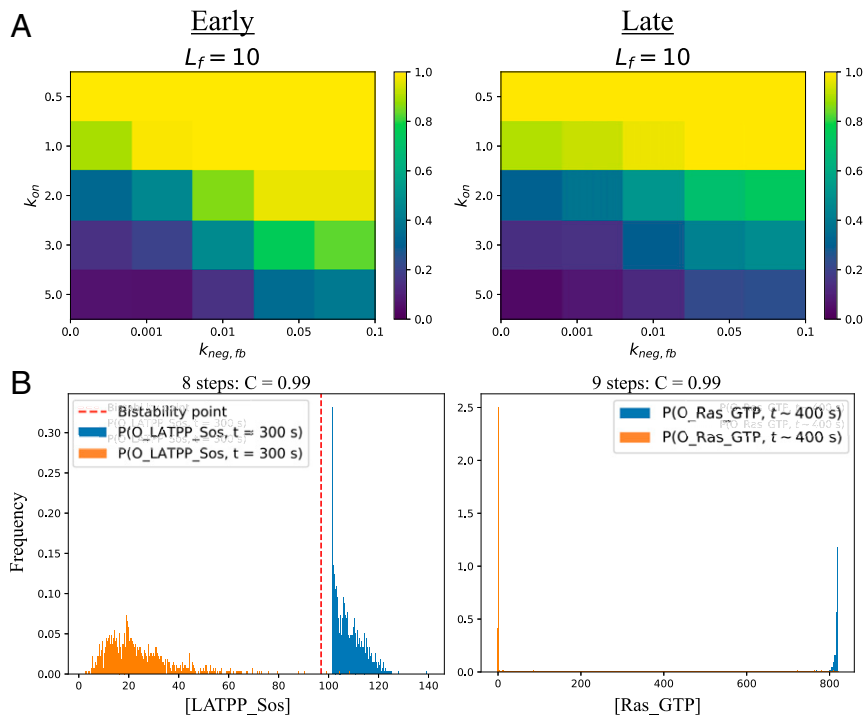 A
Early
Late
L_f = 10
L_f = 10
0.5
1.0
2.0
3.0
5.0
k_on
0.0 0.001 0.01 0.05 0.1
k_neg, fb
1.0
0.8
0.6
0.4
0.2
0.0
0.5
1.0
2.0
3.0
5.0
k_on
0.0 0.001 0.01 0.05 0.1
k_neg, fb
1.0
0.8
0.6
0.4
0.2
0.0
B
8 steps: C = 0.99
Bistability point
P(O_LATPP_Sos, t = 300 s)
P(O_LATPP_Sos, t = 300 s)
Frequency
0.30
0.25
0.20
0.15
0.10
0.05
0.00
0 20 40 60 80 100 120 140
[LATPP_Sos]
9 steps: C = 0.99
P(O_Ras_GTP, t ~ 400 s)
P(O_Ras_GTP, t ~ 400 s)
2.5
2.0
1.5
1.0
0.5
0.0
0 200 400 600 800
[Ras_GTP]